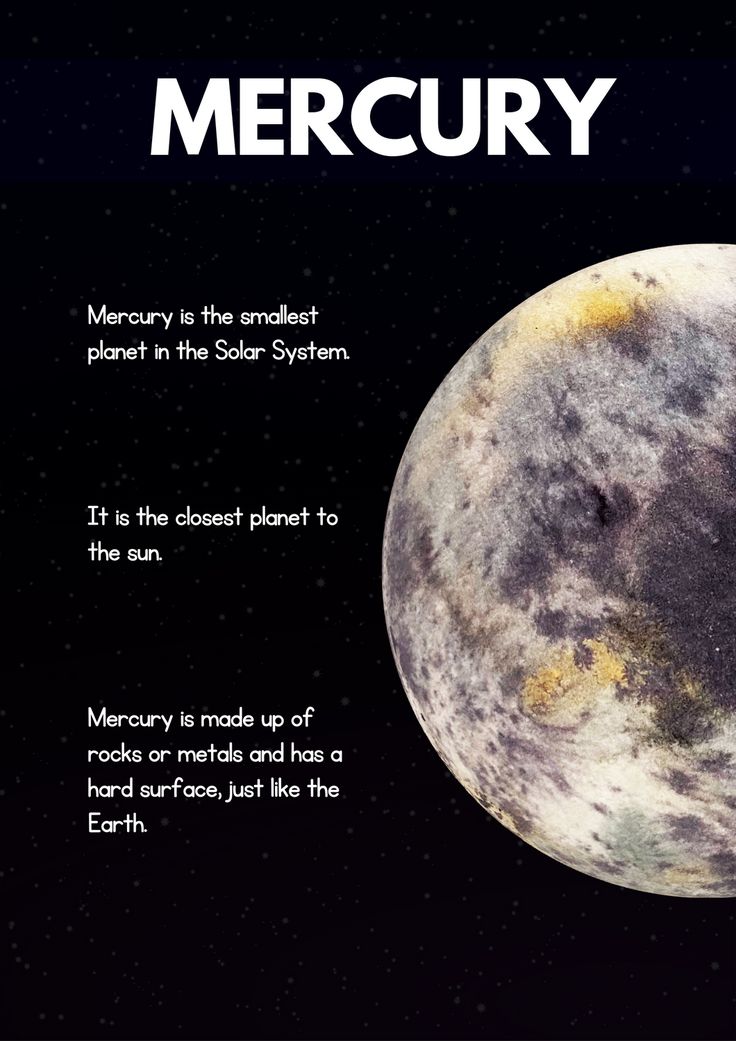 MERCURY
Mercury is the smallest
planet in the Solar System.
It is the closest planet to
the sun.
Mercury is made up of
rocks or metals and has a
hard surface, just like the
Earth.